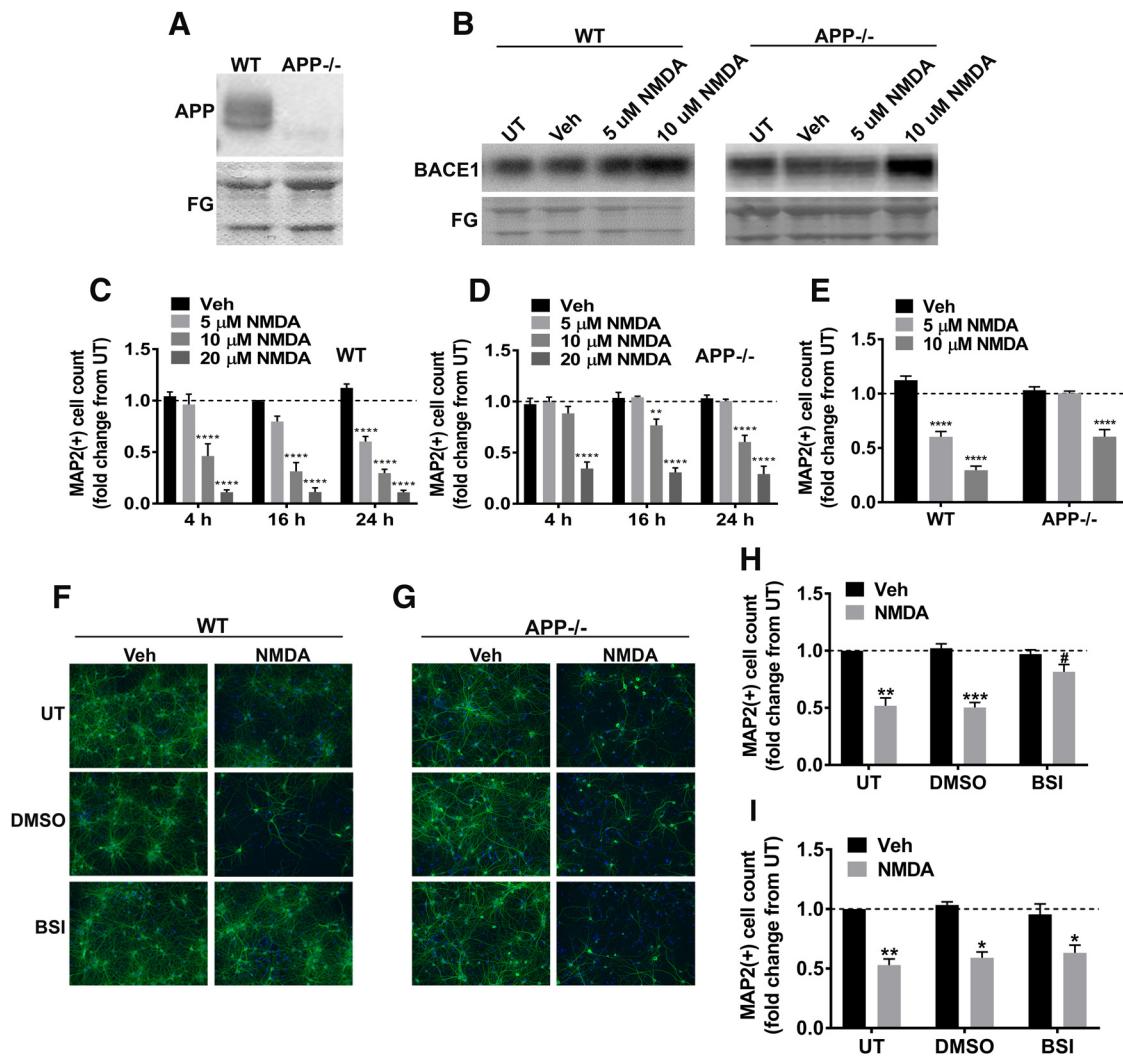 A
WT APP-/-
APP
FG
B
WT APP-/-
UT Veh 5 uM NMDA 10 uM NMDA UT Veh 5 uM NMDA 10 uM NMDA
BACE1
FG
C
Veh
5 μM NMDA
10 μM NMDA
20 μM NMDA
WT
MAP2(+) cell count
(fold change from UT)
1.5
1.0
0.5
0.0
**** **** **** **** **** **** ****
4 h 16 h 24 h
D
Veh
5 μM NMDA
10 μM NMDA
20 μM NMDA
APP-/-
MAP2(+) cell count
(fold change from UT)
1.5
1.0
0.5
0.0
**** ** **** **** ****
4 h 16 h 24 h
E
Veh
5 μM NMDA
10 μM NMDA
MAP2(+) cell count
(fold change from UT)
1.5
1.0
0.5
0.0
**** **** ****
WT APP-/-
F
WT
Veh NMDA
UT
DMSO
BSI
G
APP-/-
Veh NMDA
H
Veh
NMDA
MAP2(+) cell count
(fold change from UT)
1.5
1.0
0.5
0.0
** *** #
UT DMSO BSI
I
Veh
NMDA
MAP2(+) cell count
(fold change from UT)
1.5
1.0
0.5
0.0
** * *
UT DMSO BSI